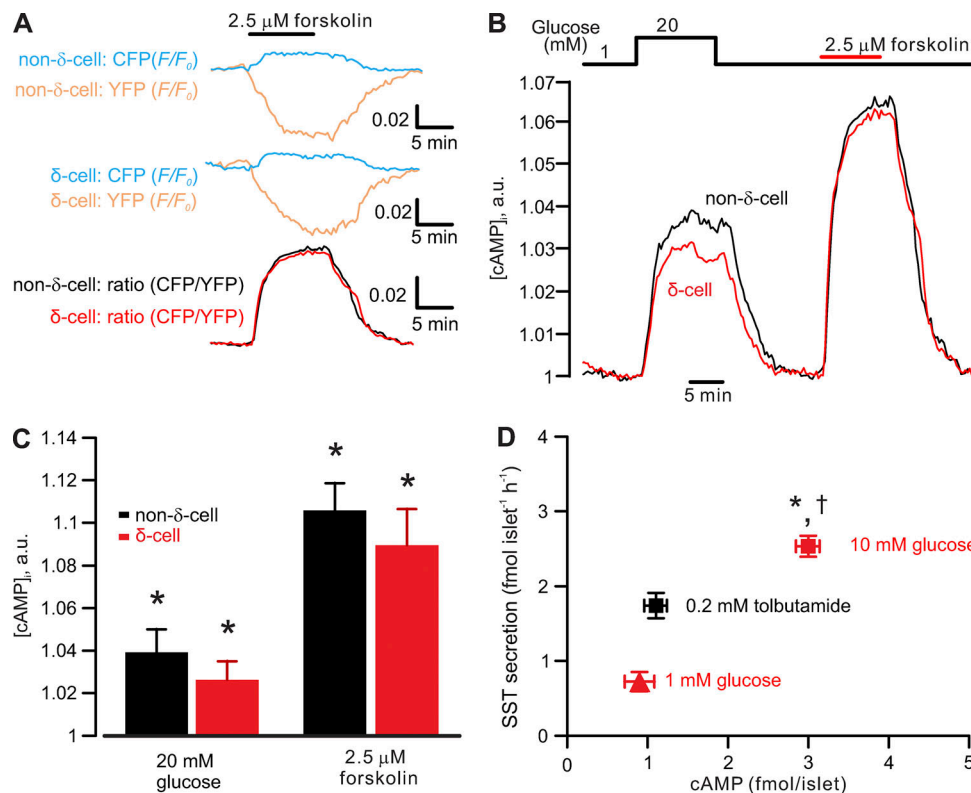 A
2.5 μM forskolin
non-δ-cell: CFP(F/F₀)
non-δ-cell: YFP (F/F₀)
0.02
5 min
δ-cell: CFP (F/F₀)
δ-cell: YFP (F/F₀)
0.02
5 min
non-δ-cell: ratio (CFP/YFP)
δ-cell: ratio (CFP/YFP)
0.02
5 min
B
Glucose
(mM)
1
20
2.5 μM forskolin
[cAMP]ᵢ, a.u.
1.07
1.06
1.05
1.04
1.03
1.02
1.01
1
non-δ-cell
δ-cell
5 min
C
[cAMP]ᵢ, a.u.
1.14
1.12
1.1
1.08
1.06
1.04
1.02
1
non-δ-cell
δ-cell
*
*
*
*
20 mM
glucose
2.5 μM
forskolin
D
SST secretion (fmol islet⁻¹ h⁻¹)
4
3
2
1
0
*, †
10 mM glucose
0.2 mM tolbutamide
1 mM glucose
0 1 2 3 4 5
cAMP (fmol/islet)